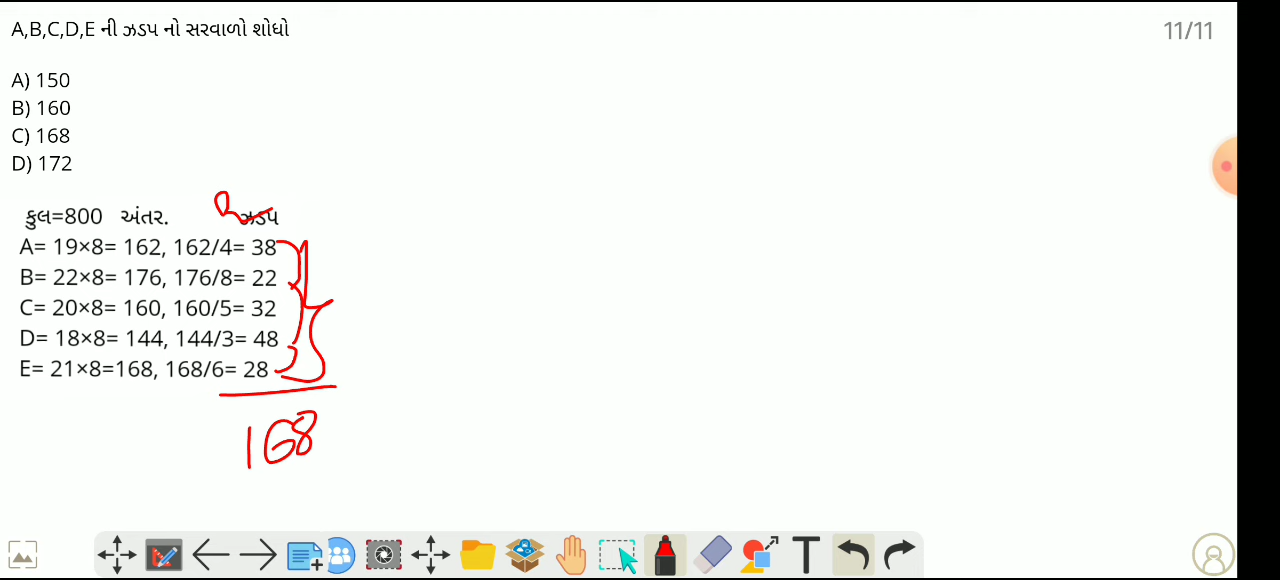 A,B,C,D,E ની ઝડપ નો સરવાળો શોધો
11/11
A) 150
B) 160
C) 168
D) 172
કુલ=800 અંતર. ઝડપ
A= 19×8= 162, 162/4= 38
B= 22×8= 176, 176/8= 22
C= 20×8= 160, 160/5= 32
D= 18×8= 144, 144/3= 48
E= 21×8=168, 168/6= 28
168
T